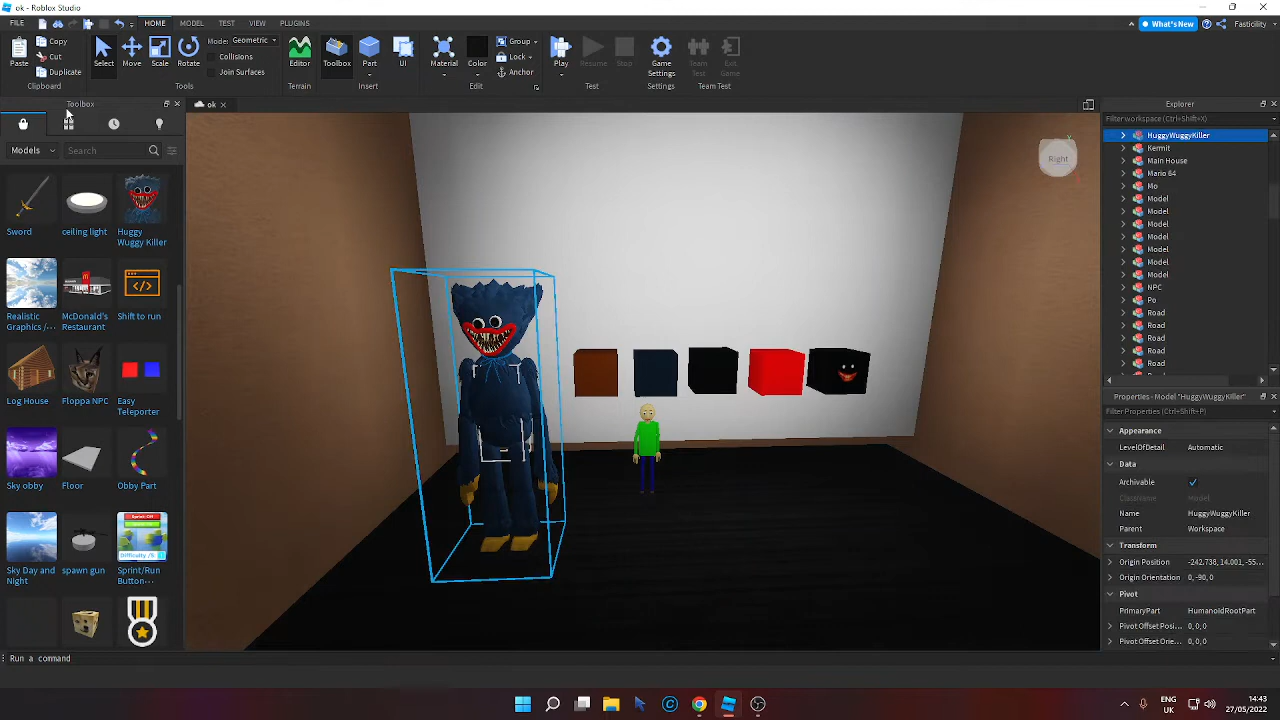 ok - Roblox Studio
FILE HOME MODEL TEST VIEW PLUGINS What's New Fasticility
Paste Copy Cut Duplicate Clipboard
Select Move Scale Rotate Mode: Geometric Collisions Join Surfaces Tools
Editor Terrain
Toolbox Part UI Insert
Material Color Group Lock Anchor Edit
Play Resume Stop Test
Game Settings Settings
Team Test Exit Game Team Test
Toolbox
Models Search
Sword ceiling light Huggy Wuggy Killer
Realistic Graphics /... McDonald's Restaurant Shift to run
Log House Floppa NPC Easy Teleporter
Sky obby Floor Obby Part
Sprint Off
Difficulty /5
Sky Day and Night spawn gun Sprint/Run Button...
ok
Right
Explorer
Filter workspace (Ctrl+Shift+X)
HuggyWuggyKiller
Kermit
Main House
Mario 64
Mo
Model
Model
Model
Model
Model
Model
Model
NPC
Po
Road
Road
Road
Road
Road
Properties - Model "HuggyWuggyKiller"
Filter Properties (Ctrl+Shift+P)
Appearance
LevelOfDetail Automatic
Data
Archivable
ClassName Model
Name HuggyWuggyKiller
Parent Workspace
Transform
Origin Position -242.738, 14.001, -55...
Origin Orientation 0, -90, 0
Pivot
PrimaryPart HumanoidRootPart
Pivot Offset Posi... 0, 0, 0
Pivot Offset Orie... 0, 0, 0
Run a command
ENG UK
14:43
27/05/2022